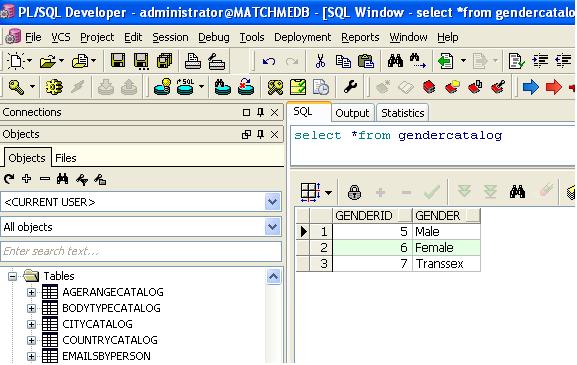 PL/SQL Developer - administrator@MATCHMEDB - [SQL Window - select *from gendercatalo
File VCS Project Edit Session Debug Tools Deployment Reports Window Help
SQL
Connections
Objects
Objects Files
<CURRENT USER>
All objects
Enter search text...
Tables
AGERANGECATALOG
BODYTYPECATALOG
CITYCATALOG
COUNTRYCATALOG
EMAILSBYPERSON
SQL Output Statistics
select *from gendercatalog
GENDERID GENDER
1 5 Male
2 6 Female
3 7 Transsex